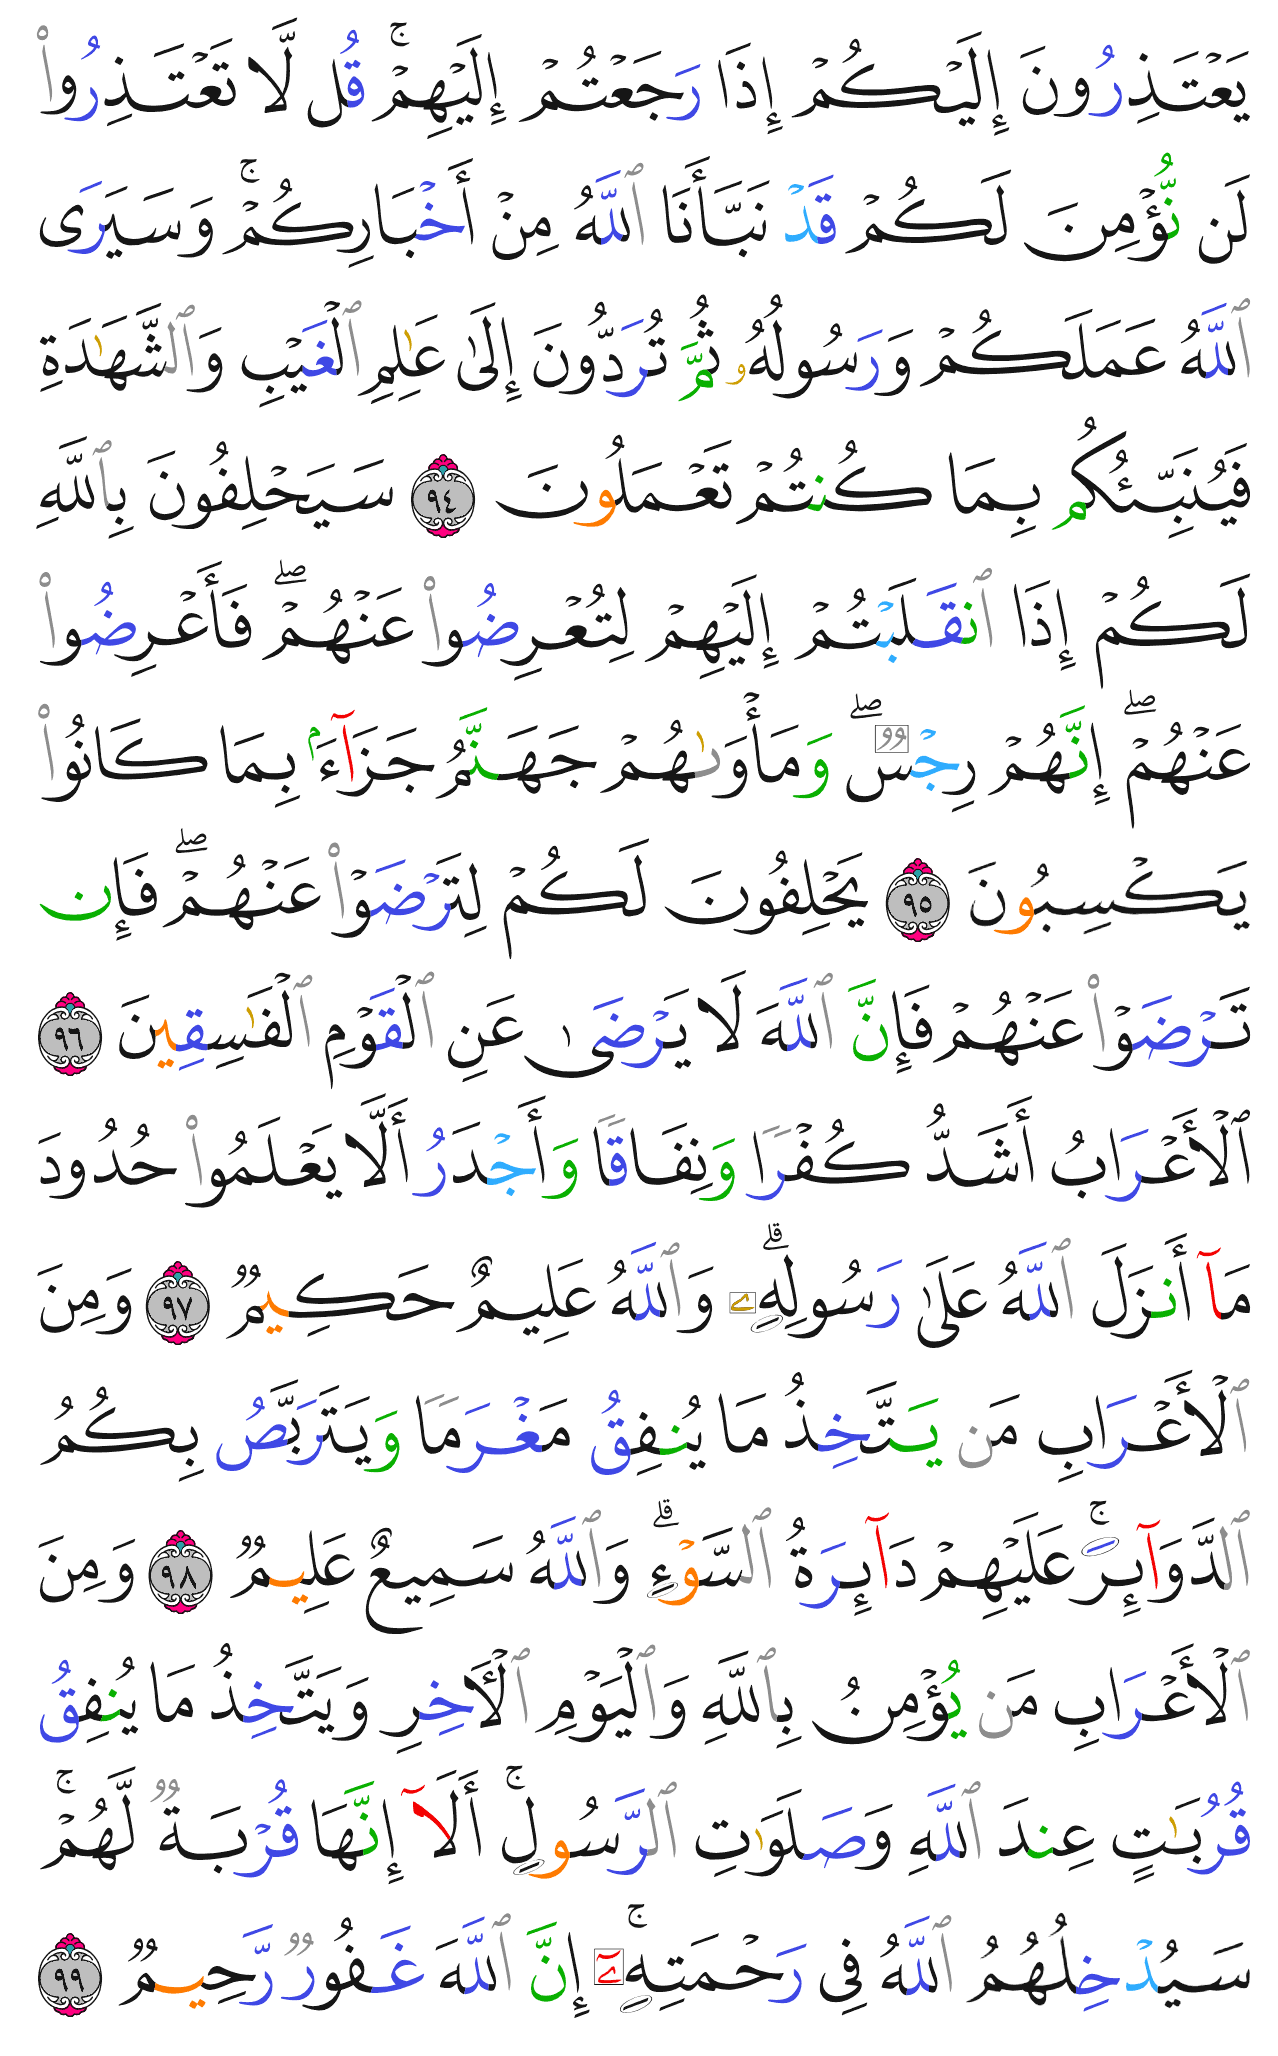 يَعْتَذِرُونَ إِلَيْكُمْ إِذَا رَجَعْتُمْ إِلَيْهِمْ ۚ قُل لَّا تَعْتَذِرُوا۟
لَن نُّؤْمِنَ لَكُمْ قَدْ نَبَّأَنَا ٱللَّهُ مِنْ أَخْبَارِكُمْ ۚ وَسَيَرَى
ٱللَّهُ عَمَلَكُمْ وَرَسُولُهُۥ ثُمَّ تُرَدُّونَ إِلَىٰ عَـٰلِمِ ٱلْغَيْبِ وَٱلشَّهَـٰدَةِ
فَيُنَبِّئُكُم بِمَا كُنتُمْ تَعْمَلُونَ ٩٤ سَيَحْلِفُونَ بِٱللَّهِ
لَكُمْ إِذَا ٱنقَلَبْتُمْ إِلَيْهِمْ لِتُعْرِضُوا۟ عَنْهُمْ ۖ فَأَعْرِضُوا۟
عَنْهُمْ ۖ إِنَّهُمْ رِجْسٌ ۖ وَمَأْوَىٰهُمْ جَهَنَّمُ جَزَآءًۢ بِمَا كَانُوا۟
يَكْسِبُونَ ٩٥ يَحْلِفُونَ لَكُمْ لِتَرْضَوْا۟ عَنْهُمْ ۖ فَإِن
تَرْضَوْا۟ عَنْهُمْ فَإِنَّ ٱللَّهَ لَا يَرْضَىٰ عَنِ ٱلْقَوْمِ ٱلْفَـٰسِقِينَ ٩٦
ٱلْأَعْرَابُ أَشَدُّ كُفْرًا وَنِفَاقًا وَأَجْدَرُ أَلَّا يَعْلَمُوا۟ حُدُودَ
مَآ أَنزَلَ ٱللَّهُ عَلَىٰ رَسُولِهِۦ ۗ وَٱللَّهُ عَلِيمٌ حَكِيمٌ ٩٧ وَمِنَ
ٱلْأَعْرَابِ مَن يَتَّخِذُ مَا يُنفِقُ مَغْرَمًا وَيَتَرَبَّصُ بِكُمُ
ٱلدَّوَآئِرَ ۚ عَلَيْهِمْ دَآئِرَةُ ٱلسَّوْءِ ۗ وَٱللَّهُ سَمِيعٌ عَلِيمٌ ٩٨ وَمِنَ
ٱلْأَعْرَابِ مَن يُؤْمِنُ بِٱللَّهِ وَٱلْيَوْمِ ٱلْـَٔاخِرِ وَيَتَّخِذُ مَا يُنفِقُ
قُرُبَـٰتٍ عِندَ ٱللَّهِ وَصَلَوَٰتِ ٱلرَّسُولِ ۚ أَلَآ إِنَّهَا قُرْبَةٌ لَّهُمْ ۚ
سَيُدْخِلُهُمُ ٱللَّهُ فِى رَحْمَتِهِۦٓ ۚ إِنَّ ٱللَّهَ غَفُورٌ رَّحِيمٌ ٩٩